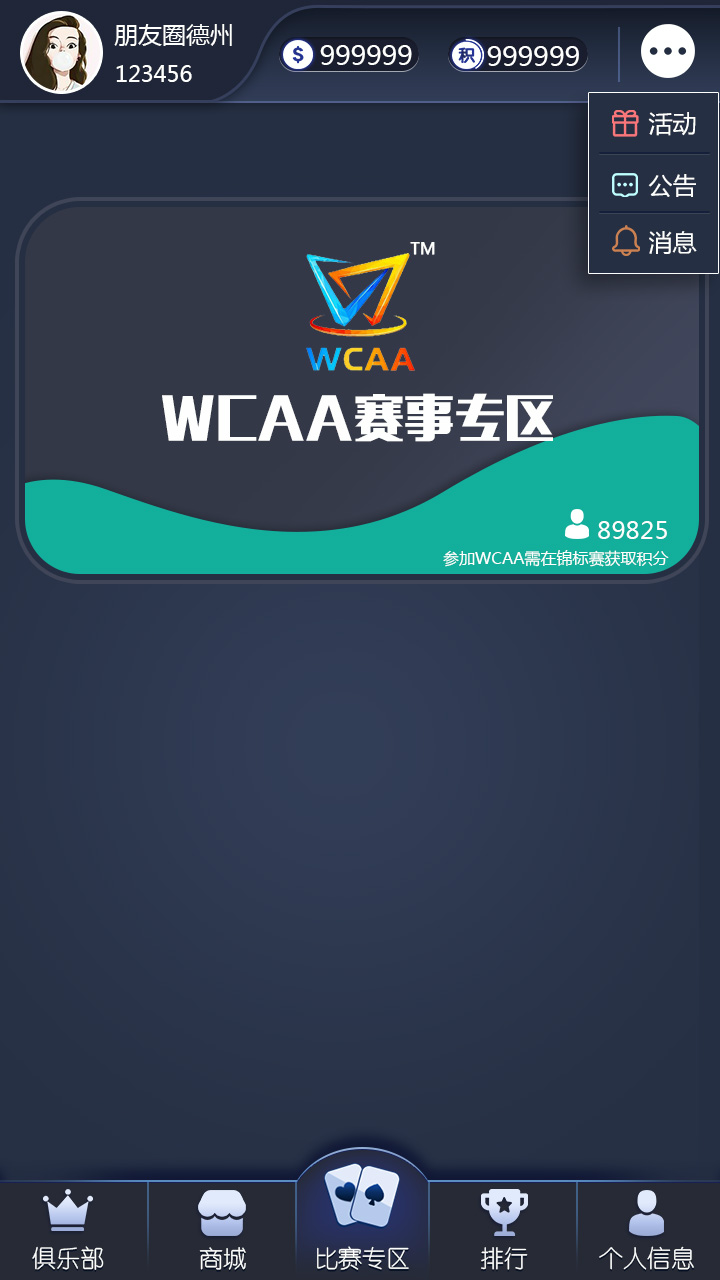 朋友圈德州
123456
$ 999999
积 999999
活动
公告
消息
TM
WCAA
WCAA赛事专区
89825
参加WCAA需在锦标赛获取积分
俱乐部
商城
比赛专区
排行
个人信息